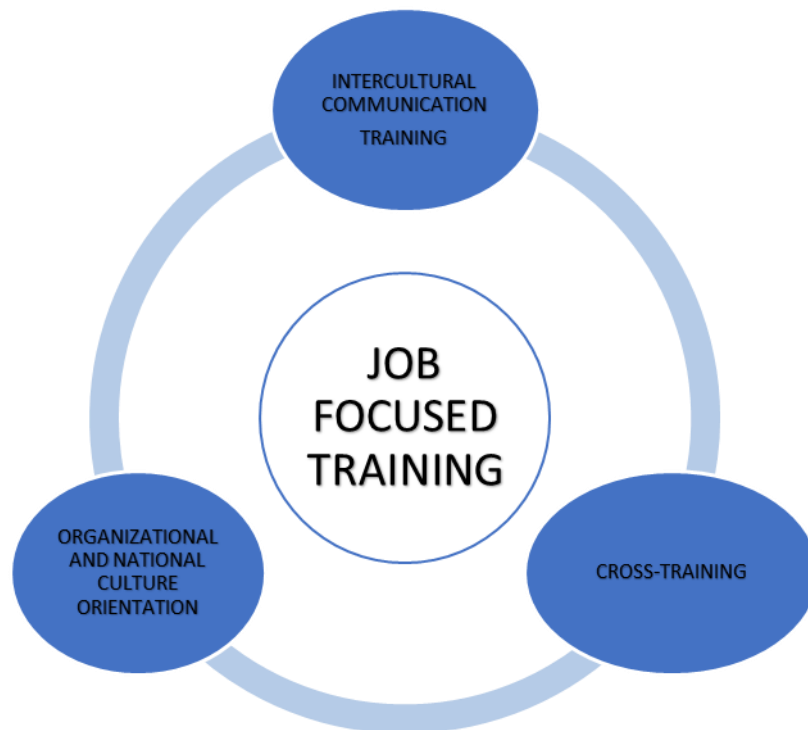 INTERCULTURAL
COMMUNICATION
TRAINING
JOB
FOCUSED
TRAINING
ORGANIZATIONAL
AND NATIONAL
CULTURE
ORIENTATION
CROSS-TRAINING